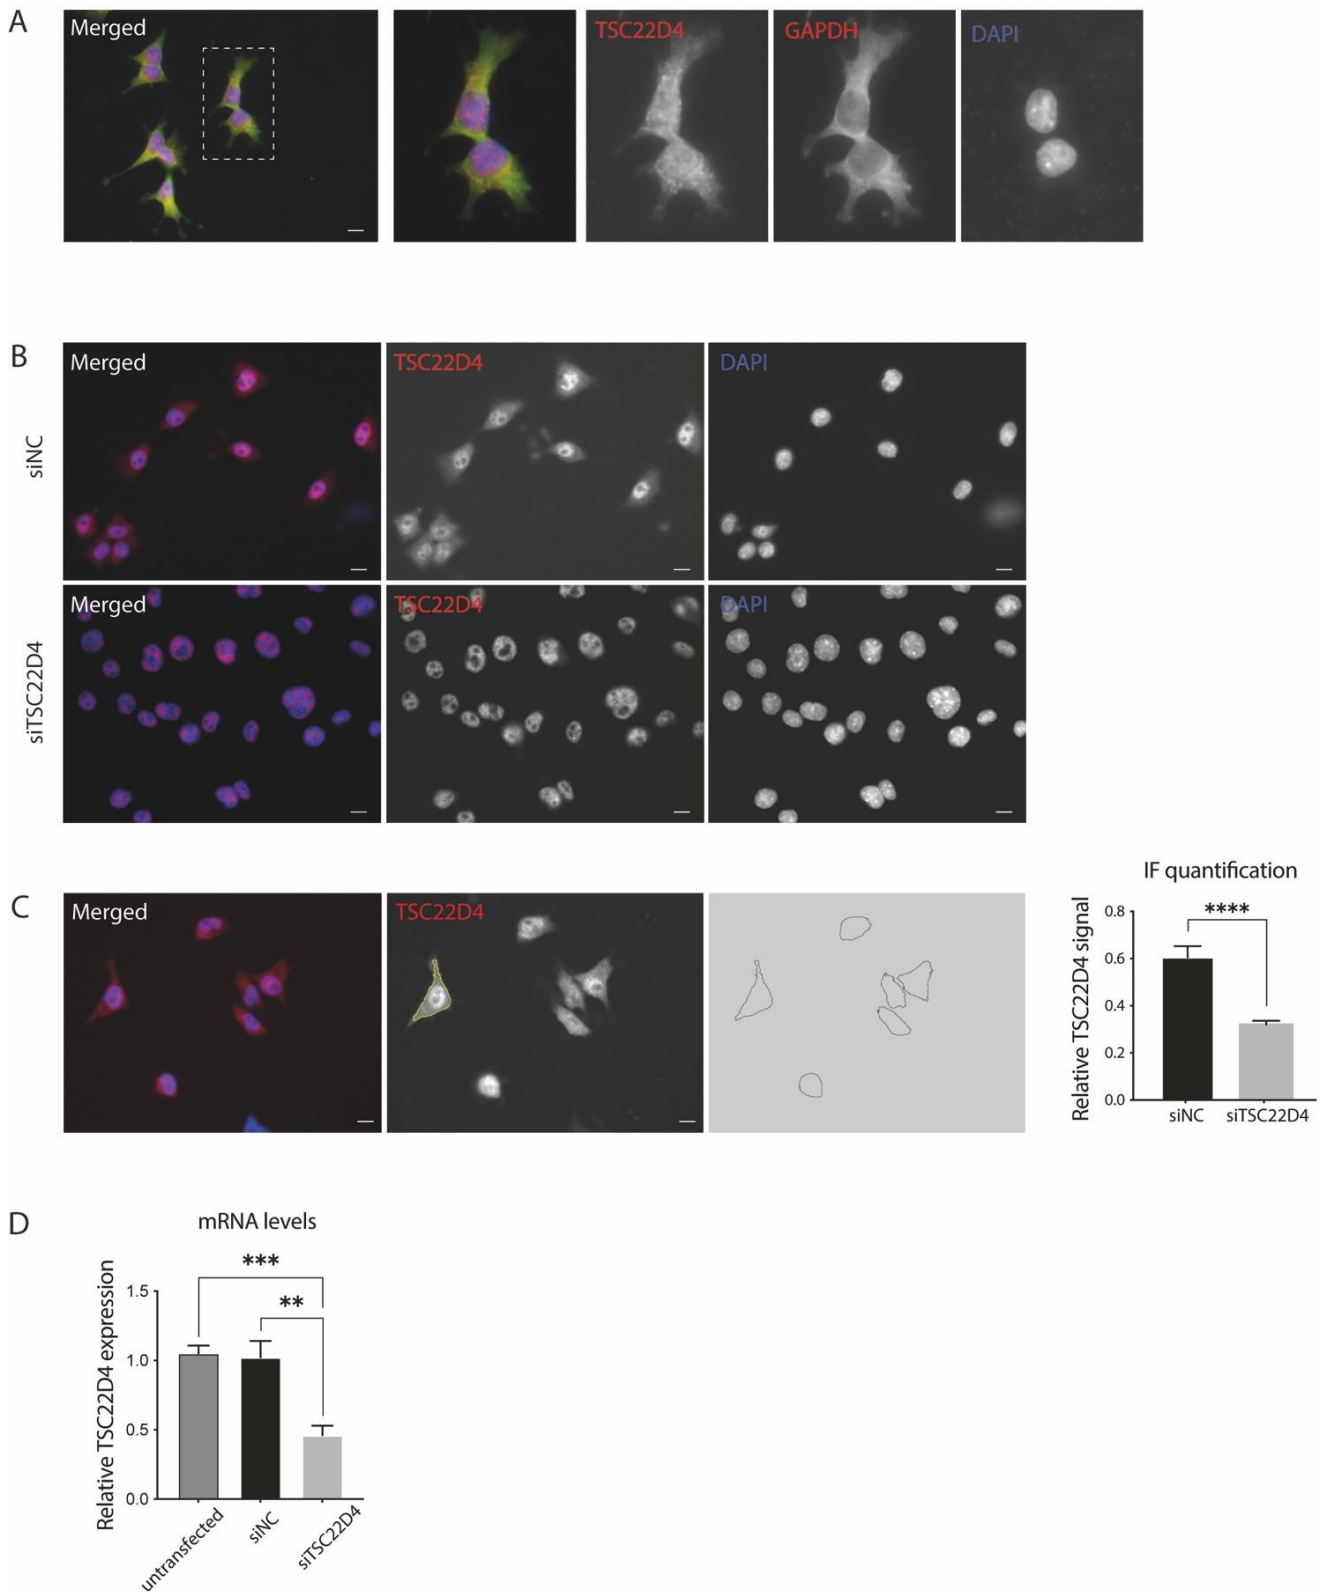 A
Merged
TSC22D4
GAPDH
DAPI
B
siNC
Merged
TSC22D4
DAPI
siTSC22D4
Merged
TSC22D4
DAPI
C
Merged
TSC22D4
IF quantification
Relative TSC22D4 signal
0.8
0.6
0.4
0.2
0.0
****
siNC
siTSC22D4
D
mRNA levels
Relative TSC22D4 expression
1.5
1.0
0.5
0.0
***
**
untransfected
siNC
siTSC22D4